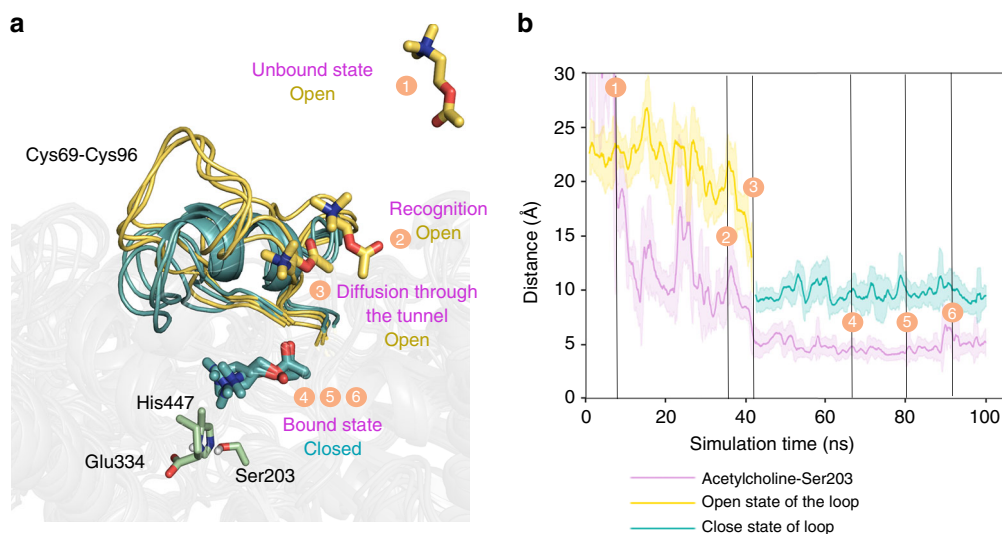 a
Unbound state
1
Open
Cys69-Cys96
Recognition
2
Open
3
Diffusion through
the tunnel
Open
4 5 6
Bound state
Closed
His447
Glu334
Ser203
b
30
25
20
15
10
5
0
Distance Å)
1
2
3
4
5
6
0 20 40 60 80 100
Simulation time (ns)
Acetylcholine-Ser203
Open state of the loop
Close state of loop